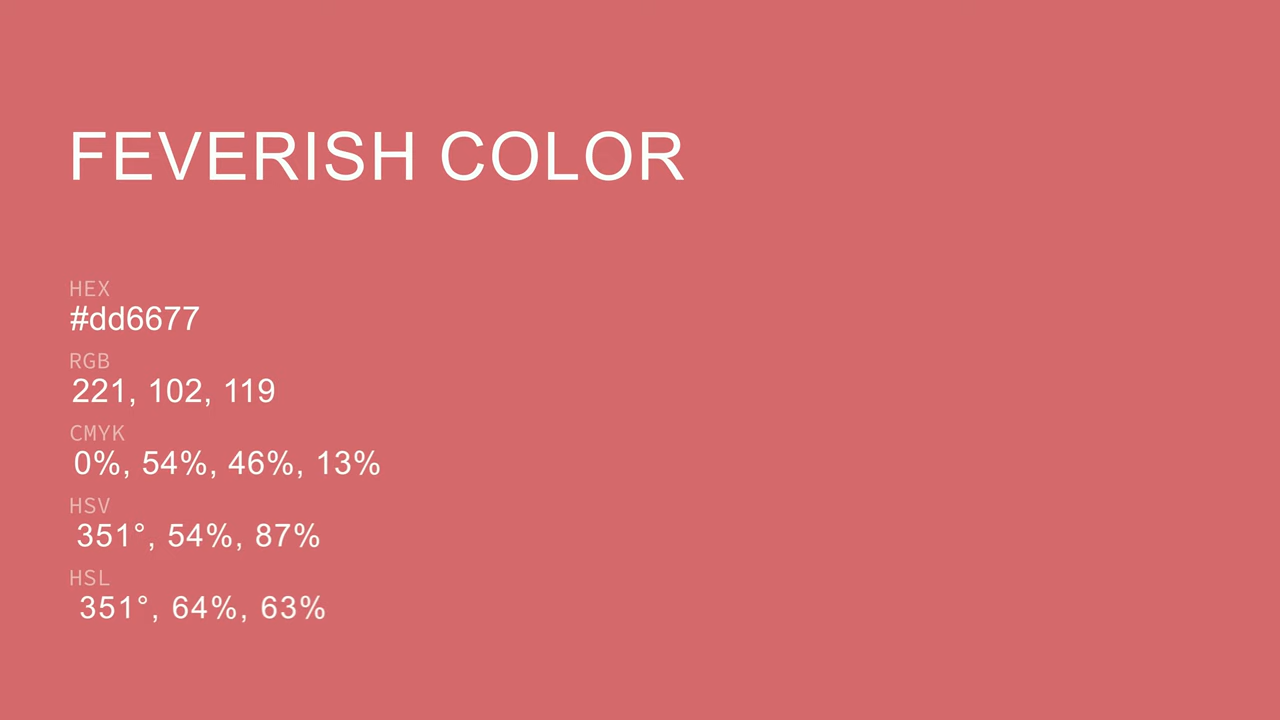 FEVERISH COLOR
HEX
#dd6677
RGB
221, 102, 119
CMYK
0%, 54%, 46%, 13%
HSV
351°, 54%, 87%
HSL
351°, 64%, 63%